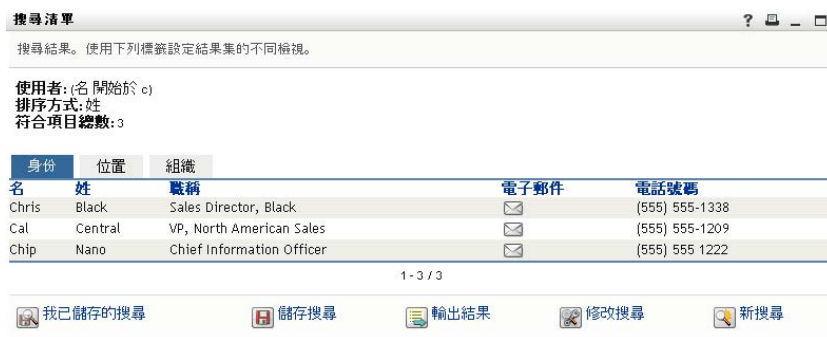 搜尋清單
搜尋結果。使用下列標籤設定結果集的不同檢視。
使用者: (名 開始於 c)
排序方式: 姓
符合項目總數: 3
身份 位置 組織
名 姓 職稱 電子郵件 電話號碼
Chris Black Sales Director, Black (555) 555-1338
Cal Central VP, North American Sales (555) 555-1209
Chip Nano Chief Information Officer (555) 555 1222
1 - 3 / 3
我已儲存的搜尋 儲存搜尋 輸出結果 修改搜尋 新搜尋